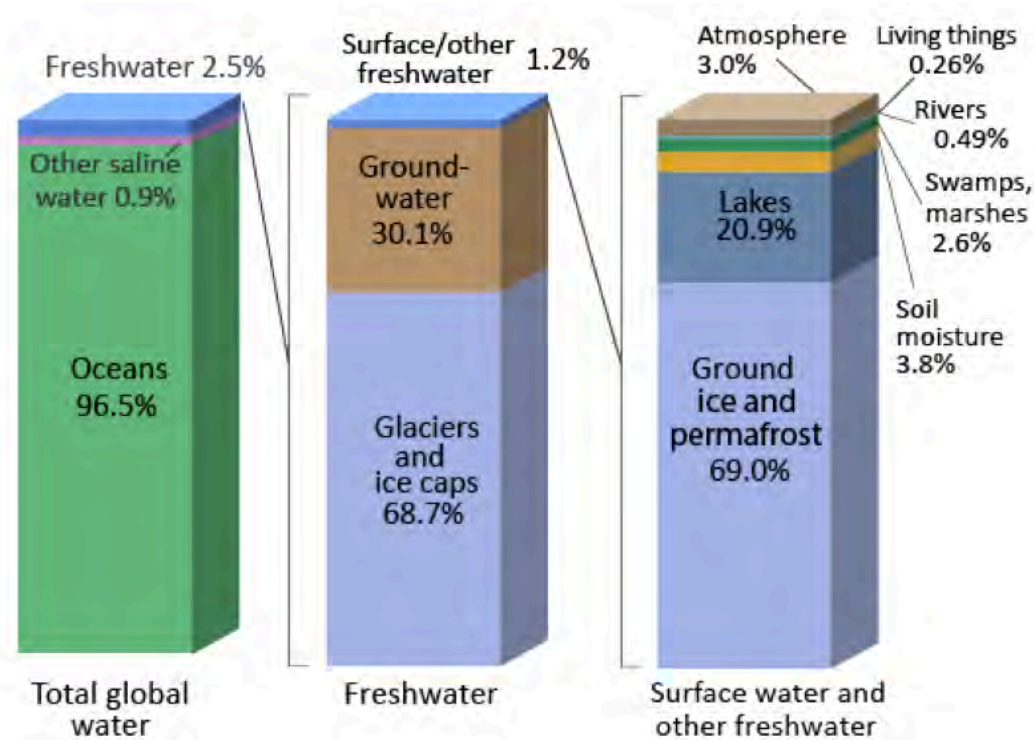 Freshwater 2.5%
Other saline
water 0.9%
Oceans
96.5%
Total global
water
Surface/other
freshwater 1.2%
Ground-
water
30.1%
Glaciers
and
ice caps
68.7%
Freshwater
Atmosphere
3.0%
Living things
0.26%
Rivers
0.49%
Swamps,
marshes
2.6%
Soil
moisture
3.8%
Lakes
20.9%
Ground
ice and
permafrost
69.0%
Surface water and
other freshwater